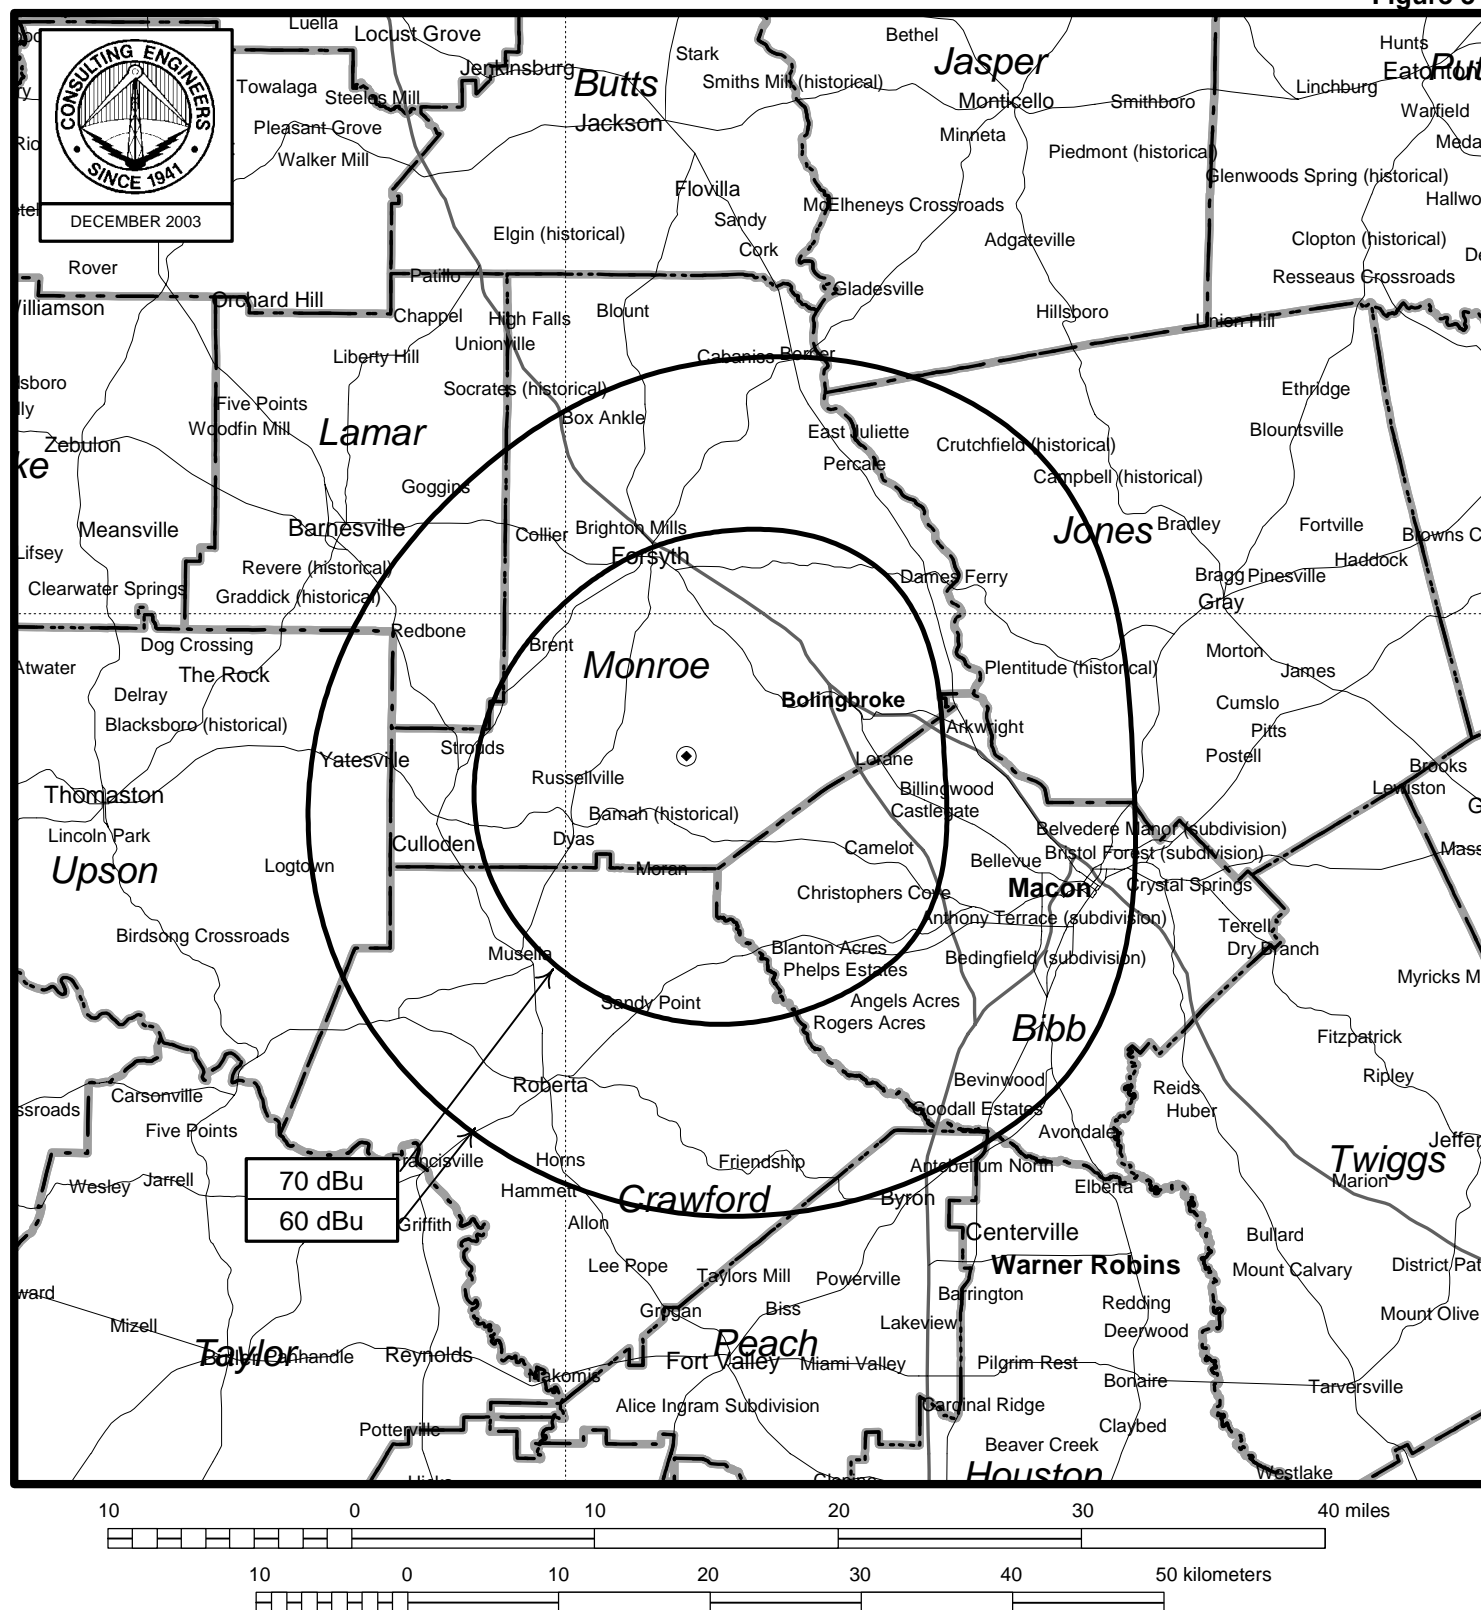 Luella
Locust Grove
Stark
Bethel
Hunts
Jenkinsburg
Butts
Jasper
Eatonton
CONSULTING ENGINEERS
SINCE 1941
DECEMBER 2003
Towalaga
Steeles Mill
Smiths Mill (historical)
Linchburg
Monticello
Smithboro
Warfield
Pleasant Grove
Jackson
Minneta
Walker Mill
Piedmont (historical)
Glenwoods Spring (historical)
Flovilla
McElheneys Crossroads
Sandy
Elgin (historical)
Cork
Adgateville
Clopton (historical)
Rover
Patillo
Resseaus Crossroads
Orchard Hill
Gladesville
Chappel
High Falls
Blount
Hillsboro
Union Hill
Unionville
Liberty Hill
Cabaniss
Berner
Socrates (historical)
Ethridge
Five Points
Box Ankle
Woodfin Mill
Lamar
East Juliette
Blountsville
Zebulon
Crutchfield (historical)
Percale
Campbell (historical)
Goggins
Meansville
Barnesville
Collier
Brighton Mills
Jones
Bradley
Fortville
Browns C
Lifsey
Forsyth
Haddock
Revere (historical)
Dames Ferry
Bragg
Pinesville
Clearwater Springs
Graddick (historical)
Gray
Redbone
Dog Crossing
Brent
Morton
Atwater
The Rock
Monroe
Plentitude (historical)
James
Delray
Bolingbroke
Cumslo
Blacksboro (historical)
Arkwright
Pitts
Strouds
Yatesville
Lorane
Postell
Russellville
Brooks
Thomaston
Billingwood
Lewiston
Bamah (historical)
Castlegate
Lincoln Park
Culloden
Dyas
Belvedere Manor (subdivision)
Camelot
Bristol Forest (subdivision)
Upson
Logtown
Moran
Bellevue
Macon
Crystal Springs
Christophers Cove
Anthony Terrace (subdivision)
Terrell
Birdsong Crossroads
Blanton Acres
Dry Branch
Musella
Bedingfield (subdivision)
Phelps Estates
Myricks M
Sandy Point
Angels Acres
Rogers Acres
Bibb
Fitzpatrick
Roberta
Bevinwood
Ripley
Carsonville
Reids
Goodall Estates
Huber
Five Points
Avondale
Francisville
Horns
Friendship
Antebellum North
Twiggs
Wesley
Jarrell
70 dBu
Hammett
Crawford
Byron
Elberta
Marion
60 dBu
Griffith
Allon
Centerville
Bullard
Lee Pope
Taylors Mill
Powerville
Warner Robins
Mount Calvary
District Pat
Barrington
Grogan
Biss
Redding
Mount Olive
Mizell
Lakeview
Deerwood
Taylor
Panhandle
Reynolds
Peach
Fort Valley
Miami Valley
Pilgrim Rest
Nakomis
Bonaire
Tarversville
Alice Ingram Subdivision
Cardinal Ridge
Potterville
Claybed
Beaver Creek
Houston
Westlake
10 0 10 20 30 40 miles
10 0 10 20 30 40 50 kilometers